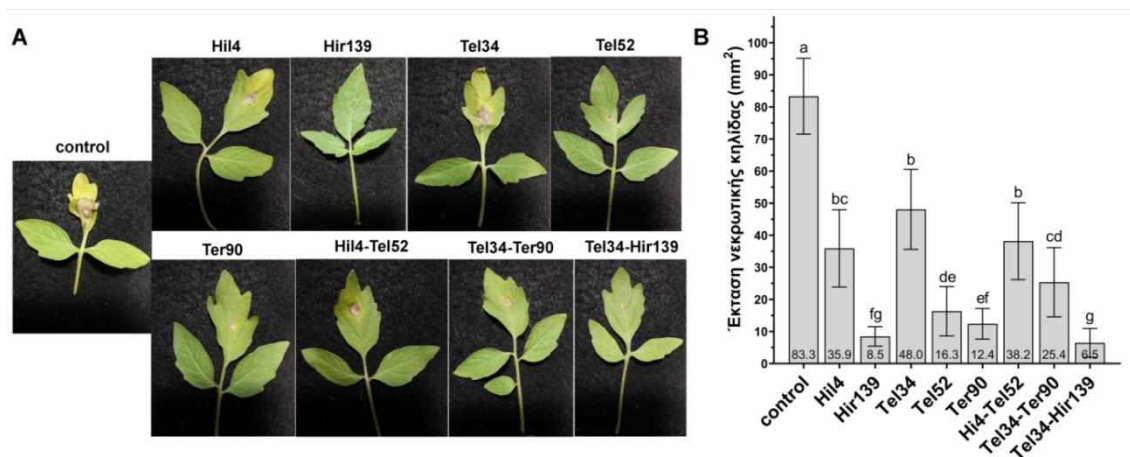 A
control
Hil4
Hir139
Tel34
Tel52
Ter90
Hil4-Tel52
Tel34-Ter90
Tel34-Hir139
B
Έκταση νεκρωτικής κηλίδας (mm²)
100
90
80
70
60
50
40
30
20
10
0
a
bc
fg
b
de
ef
b
cd
g
83.3
35.9
8.5
48.0
16.3
12.4
38.2
25.4
6.5
control
Hil4
Hir139
Tel34
Tel52
Ter90
Hi4-Tel52
Tel34-Ter90
Tel34-Hir139